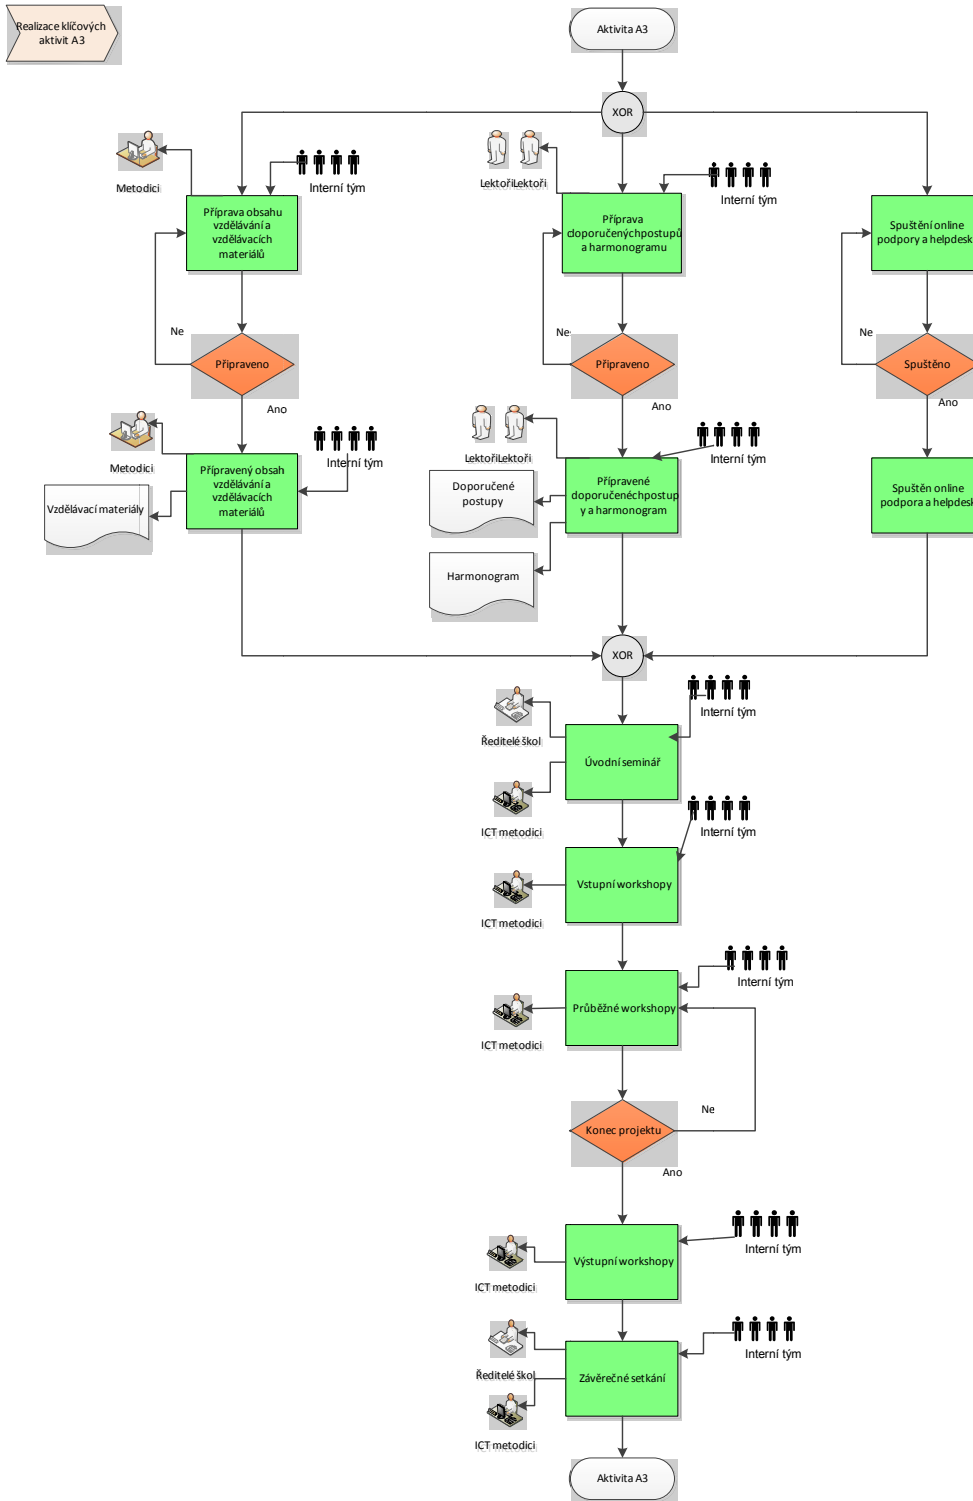 Realizace klíčových
aktivit A3
Aktivita A3
XOR
Metodici
Interní tým
LektořiLektoři
Interní tým
Příprava obsahu
vzdělávání a
vzdělávacích
materiálů
Příprava
doporučenýchpostupů
a harmonogramu
Spuštění online
podpory a helpdesk
Ne
Ne
Ne
Připraveno
Připraveno
Spuštěno
Ano
Ano
Ano
Metodici
Interní tým
LektořiLektoři
Interní tým
Přípravený obsah
vzdělávání a
vzdělávacích
materiálů
Vzdělávací materiály
Doporučené
postupy
Přípravené
doporučenéchpostup
y a harmonogram
Spuštěn online
podpora a helpdesk
Harmonogram
XOR
Interní tým
Ředitelé škol
Úvodní seminář
ICT metodici
Interní tým
Vstupní workshopy
ICT metodici
Interní tým
Průběžné workshopy
ICT metodici
Ne
Konec projektu
Ano
Interní tým
Výstupní workshopy
ICT metodici
Interní tým
Ředitelé škol
Závěrečné setkání
ICT metodici
Aktivita A3